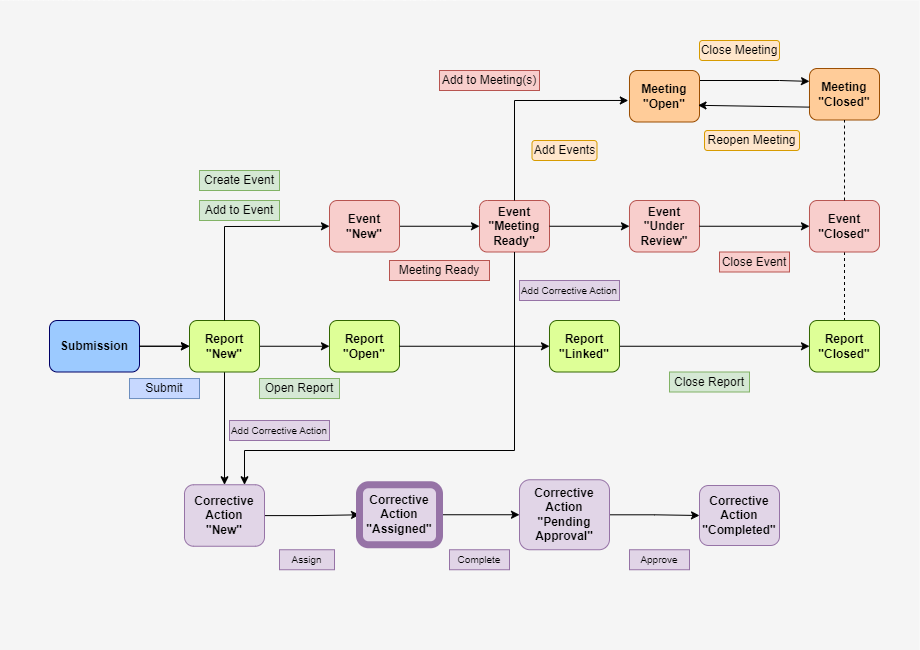 Close Meeting
Add to Meeting(s)
Meeting
"Open"
Meeting
"Closed"
Reopen Meeting
Add Events
Create Event
Add to Event
Event
"New"
Event
"Meeting
Ready"
Event
"Under
Review"
Event
"Closed"
Meeting Ready
Close Event
Add Corrective Action
Submission
Report
"New"
Report
"Open"
Report
"Linked"
Report
"Closed"
Submit
Open Report
Close Report
Add Corrective Action
Corrective
Action
"New"
Corrective
Action
"Assigned"
Corrective
Action
"Pending
Approval"
Corrective
Action
"Completed"
Assign
Complete
Approve